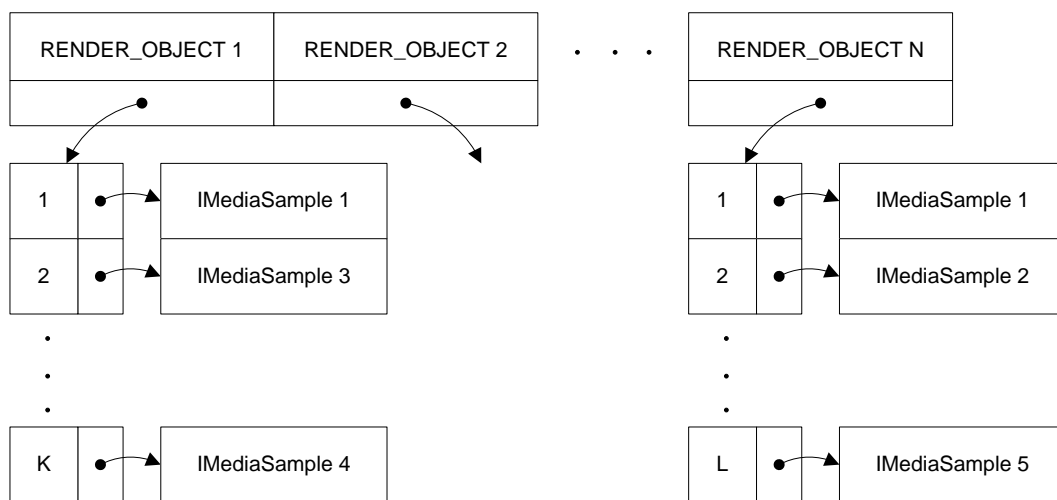 RENDER_OBJECT 1
RENDER_OBJECT 2
. . .
RENDER_OBJECT N
1
IMediaSample 1
2
IMediaSample 3
.
.
.
K
IMediaSample 4
1
IMediaSample 1
2
IMediaSample 2
.
.
.
L
IMediaSample 5